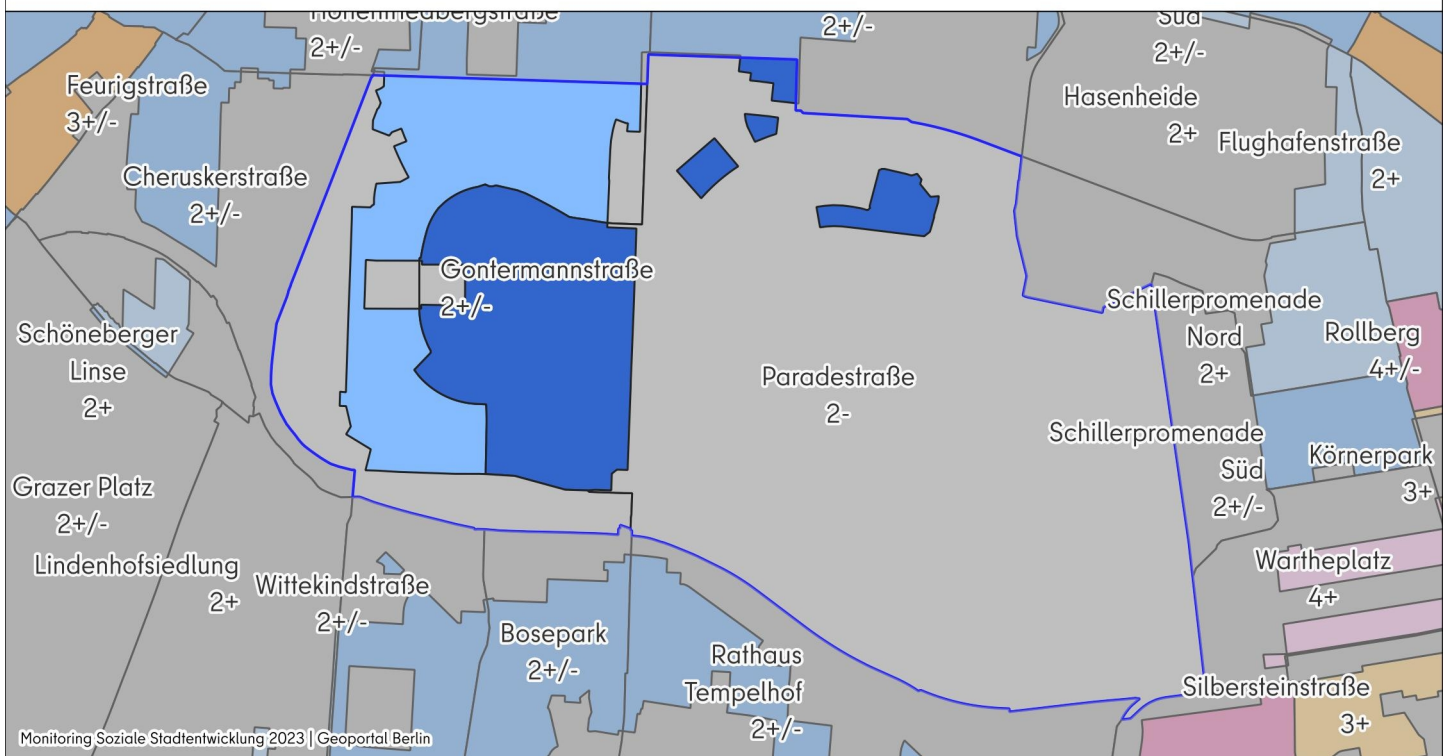 Hohenfriedbergstraße
2+/-
2+/-
Süd
2+/-
Feurigstraße
3+/-
Hasenheide
2+
Flughafenstraße
2+
Cheruskerstraße
2+/-
Gontermannstraße
2+/-
Schillerpromenade
Nord
2+
Schöneberger
Linse
2+
Rollberg
4+/-
Paradestraße
2-
Schillerpromenade
Süd
2+/-
Körnerpark
3+
Grazer Platz
2+/-
Lindenhofsiedlung
2+
Wittekindstraße
2+/-
Wartheplatz
4+
Bosepark
2+/-
Rathaus
Tempelhof
2+/-
Silbersteinstraße
3+
Monitoring Soziale Stadtentwicklung 2023 | Geoportal Berlin